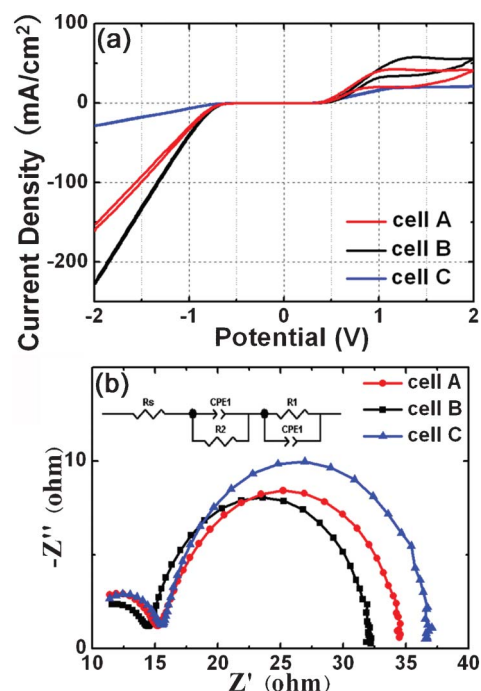 (a)
100
0
-100
-200
Current Density (mA/cm²)
cell A
cell B
cell C
-2 -1 0 1 2
Potential (V)
(b)
Rs CPE1 R2 R1 CPE1
cell A
cell B
cell C
10
5
0
-Z'' (ohm)
10 15 20 25 30 35 40
Z' (ohm)